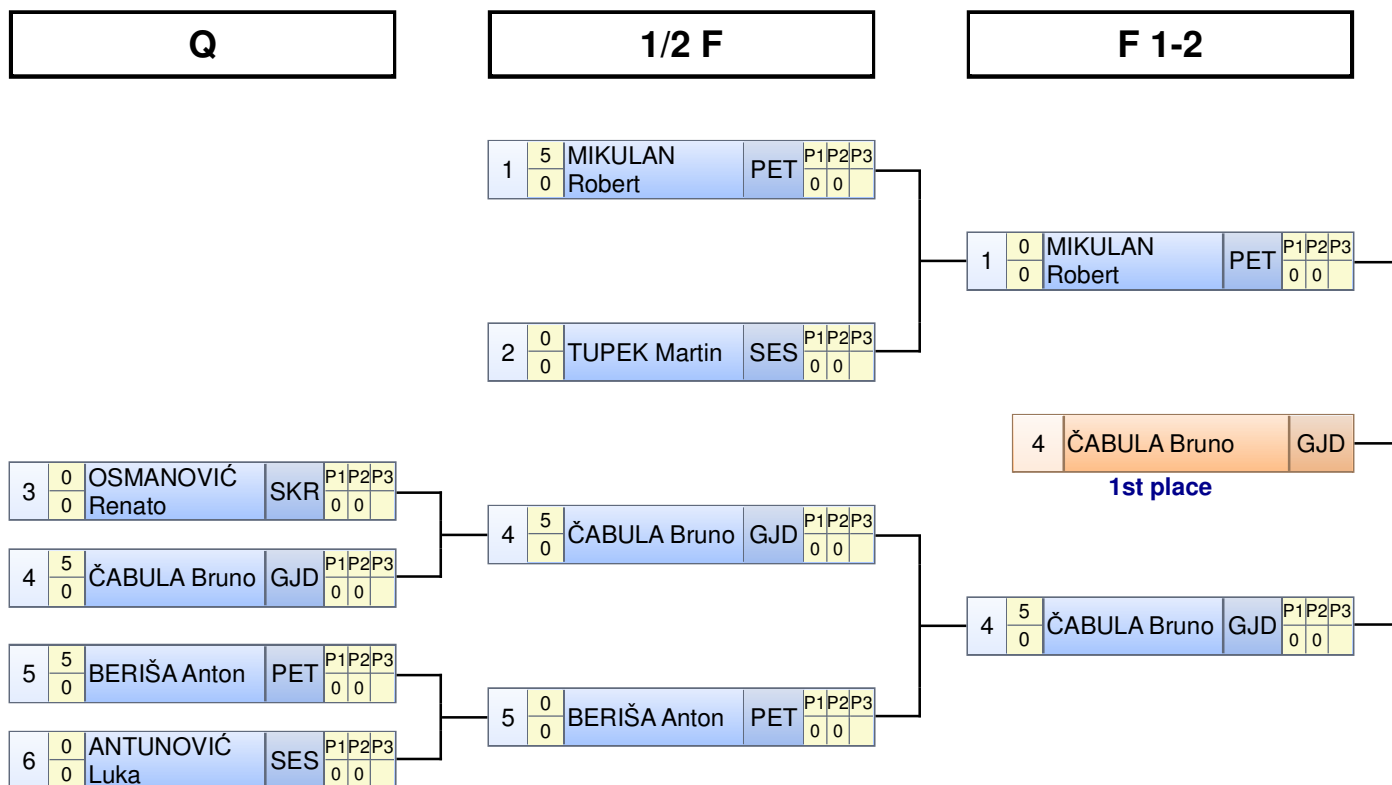 Q 1/2 F F 1-2
1 5 0 MIKULAN Robert PET P1 P2 P3 0 0
1 0 0 MIKULAN Robert PET P1 P2 P3 0 0
2 0 0 TUPEK Martin SES P1 P2 P3 0 0
4 ČABULA Bruno GJD
1st place
3 0 0 OSMANOVIĆ Renato SKR P1 P2 P3 0 0
4 5 0 ČABULA Bruno GJD P1 P2 P3 0 0
4 5 0 ČABULA Bruno GJD P1 P2 P3 0 0
4 5 0 ČABULA Bruno GJD P1 P2 P3 0 0
5 5 0 BERIŠA Anton PET P1 P2 P3 0 0
5 0 0 BERIŠA Anton PET P1 P2 P3 0 0
6 0 0 ANTUNOVIĆ Luka SES P1 P2 P3 0 0